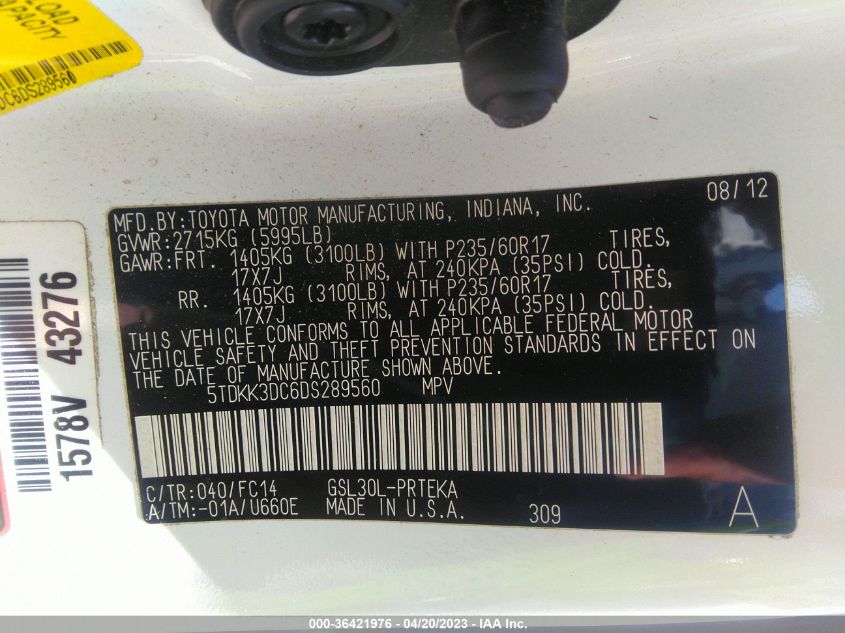 LOAD
CAPACITY
DC6DS289560
1578V 43276
08/12
MFD.BY:TOYOTA MOTOR MANUFACTURING, INDIANA, INC.
GVWR:2715KG (5995LB)
GAWR:FRT. 1405KG (3100LB) WITH P235/60R17 TIRES,
17X7J RIMS, AT 240KPA (35PSI) COLD.
RR. 1405KG (3100LB) WITH P235/60R17 TIRES,
17X7J RIMS, AT 240KPA (35PSI) COLD.
THIS VEHICLE CONFORMS TO ALL APPLICABLE FEDERAL MOTOR
VEHICLE SAFETY AND THEFT PREVENTION STANDARDS IN EFFECT ON
THE DATE OF MANUFACTURE SHOWN ABOVE.
5TDKK3DC6DS289560 MPV
C/TR:040/FC14 GSL30L-PRTEKA
A/TM:-01A/U660E MADE IN U.S.A. 309 A
000-36421976 / 04/20/2023 - IAA Inc.